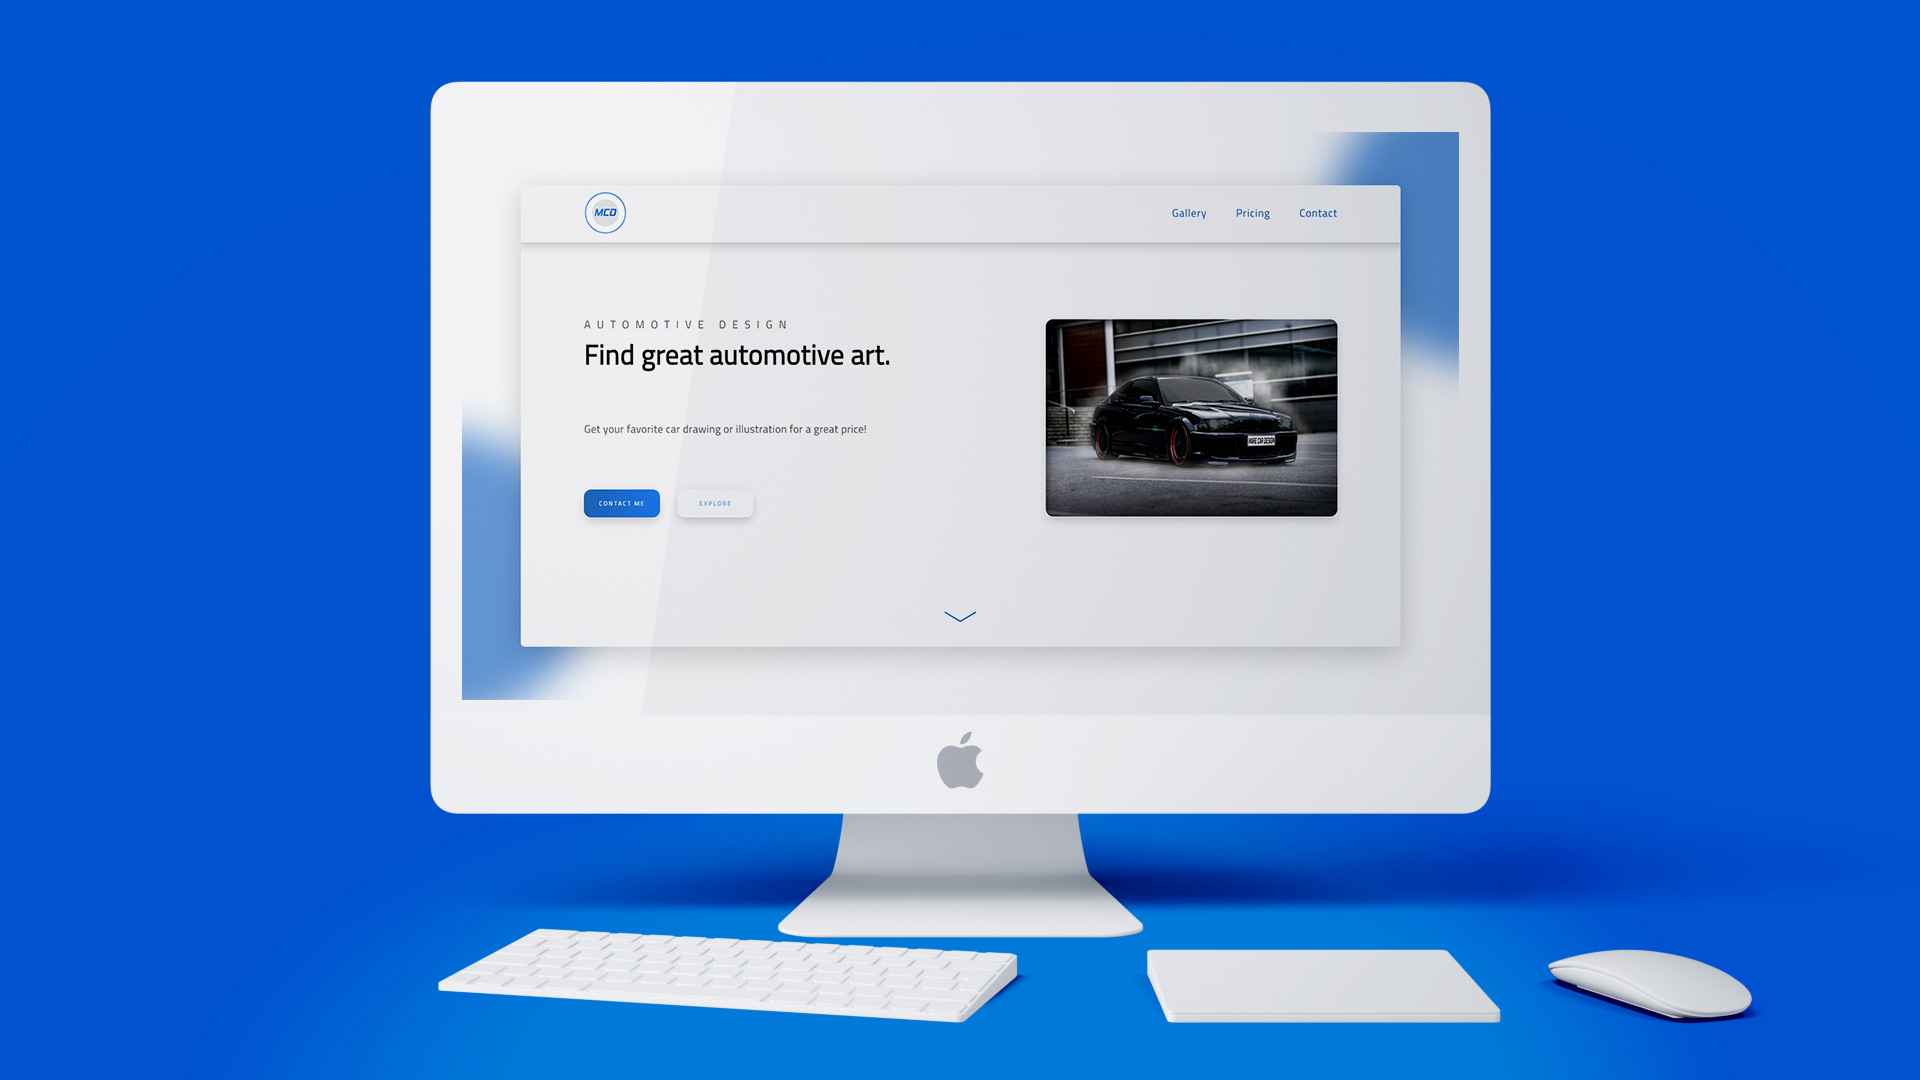 MCD
Gallery Pricing Contact
AUTOMOTIVE DESIGN
Find great automotive art.
Get your favorite car drawing or illustration for a great price!
CONTACT ME EXPLORE